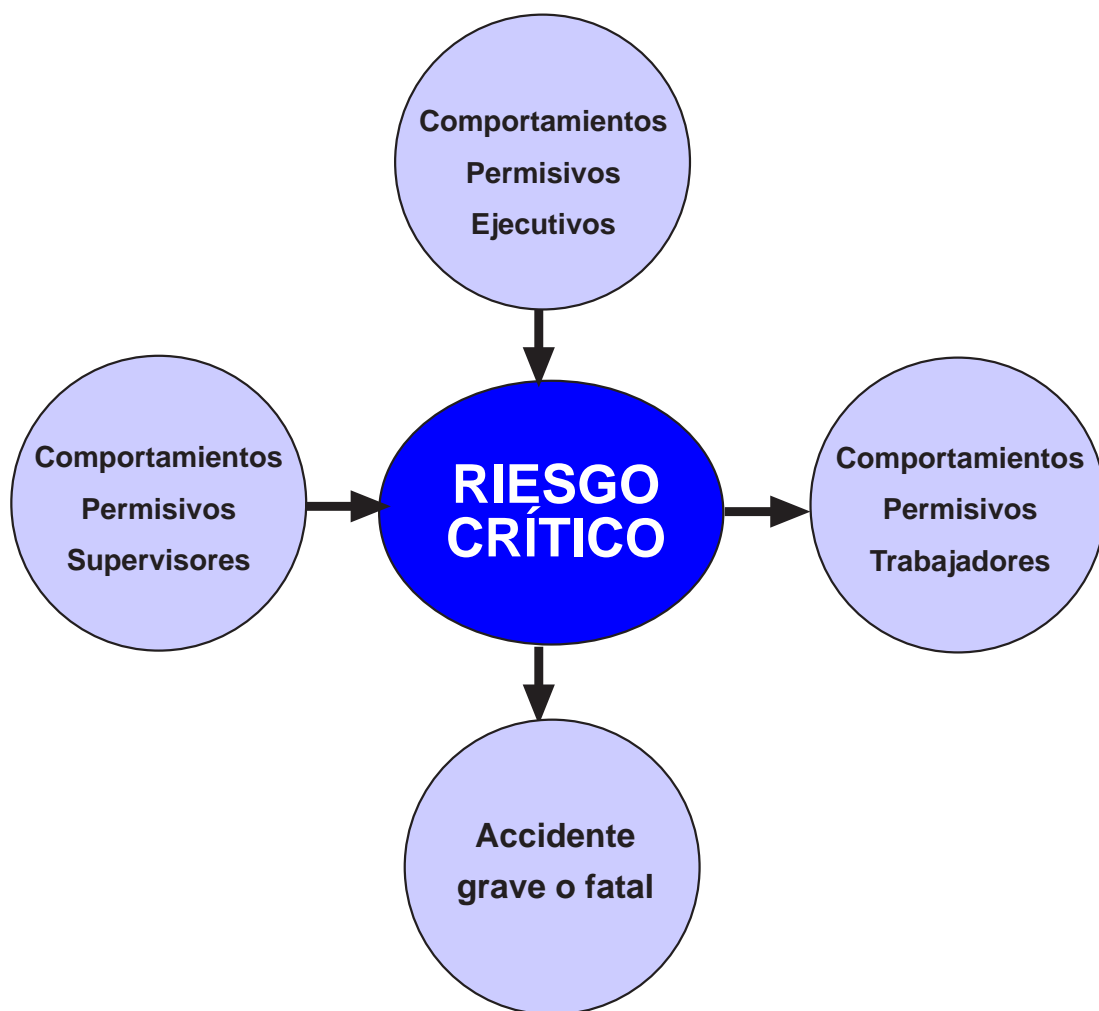 Comportamientos
Permisivos
Ejecutivos
Comportamientos
Permisivos
Supervisores
RIESGO
CRÍTICO
Comportamientos
Permisivos
Trabajadores
Accidente
grave o fatal